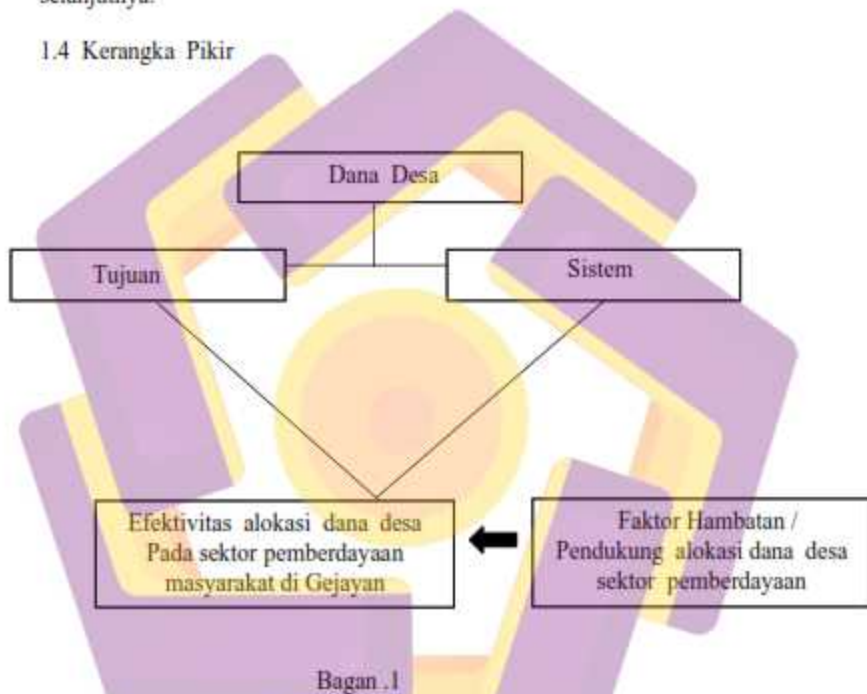 selanjutnya.
1.4 Kerangka Pikir
Dana Desa
Tujuan
Sistem
Efektivitas alokasi dana desa
Pada sektor pemberdayaan
masyarakat di Gejayan
Faktor Hambatan /
Pendukung alokasi dana desa
sektor pemberdayaan
Bagan .1